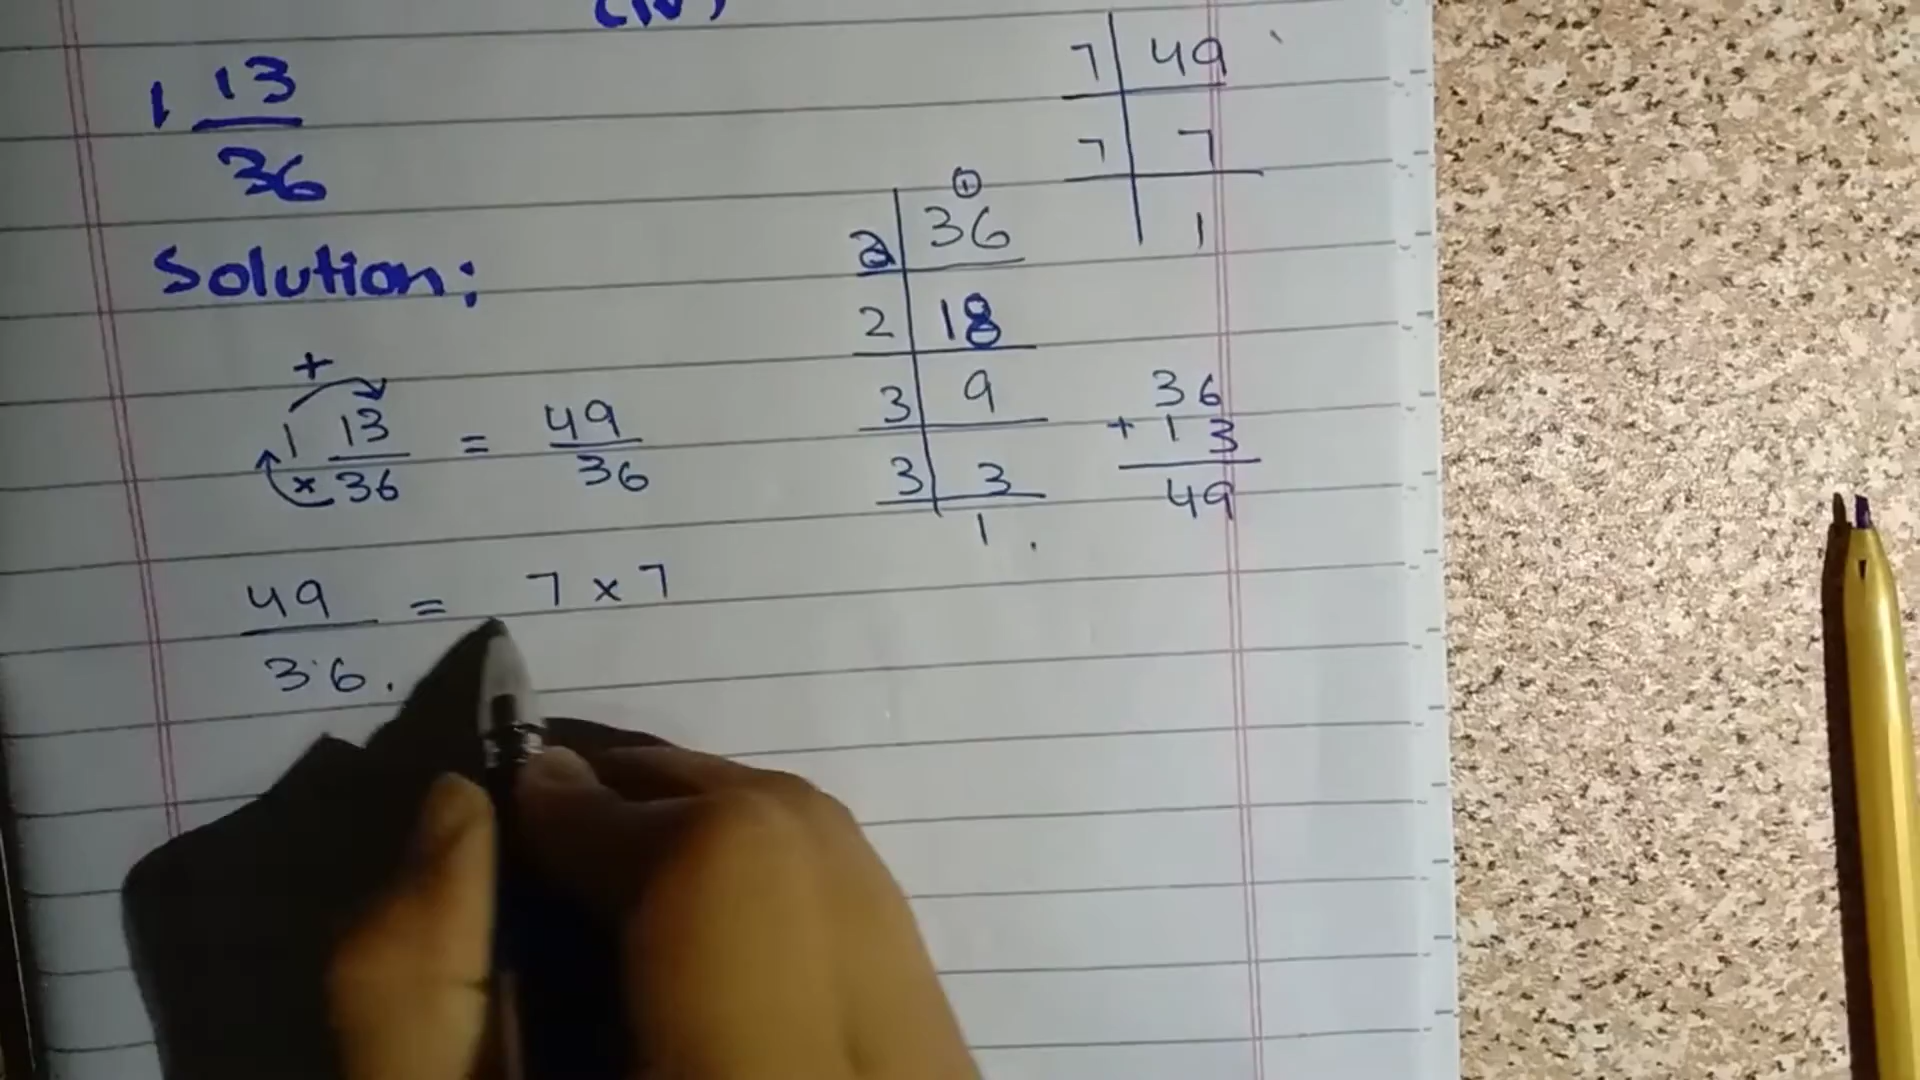 (iv)
1 13/36
Solution:
+
1 13/36 = 49/36
×
49/36. = 7 × 7
7 | 49
7 | 7
1
+
2 | 36
2 | 18
3 | 9
3 | 3
1.
36
+ 13
49